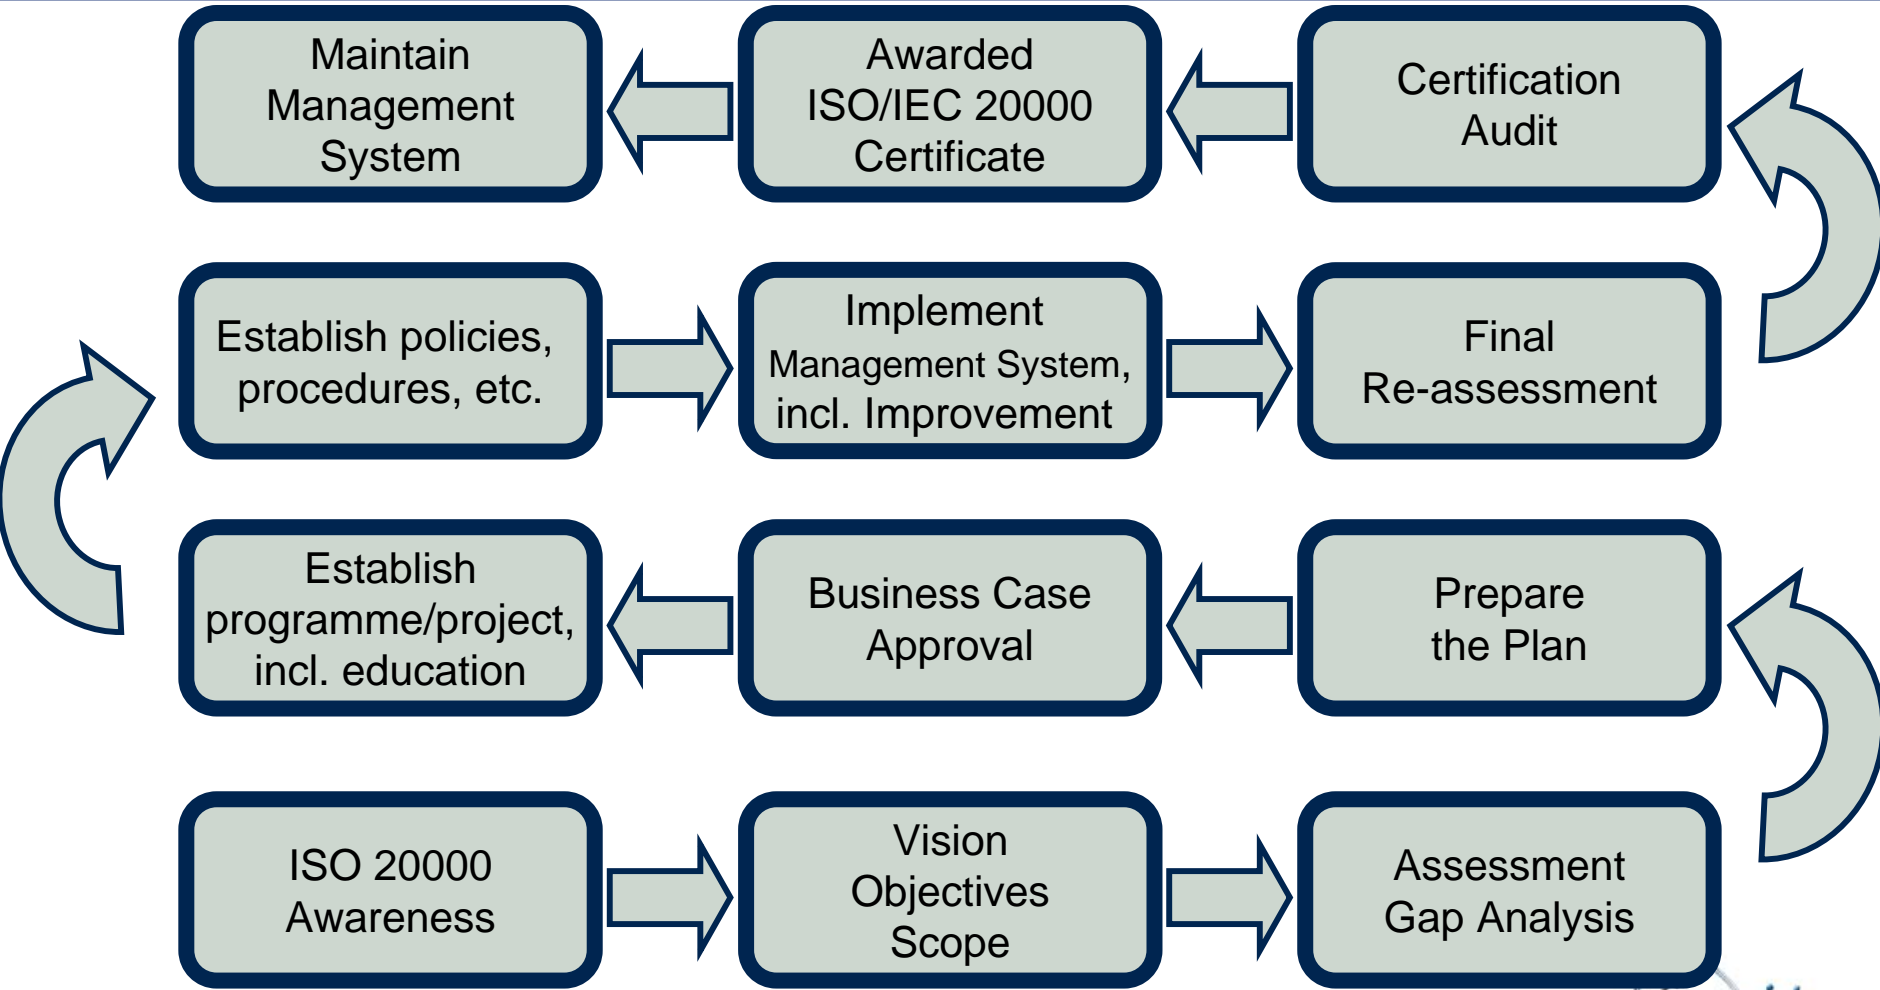 Maintain
Management
System
Awarded
ISO/IEC 20000
Certificate
Certification
Audit
Establish policies,
procedures, etc.
Implement
Management System,
incl. Improvement
Final
Re-assessment
Establish
programme/project,
incl. education
Business Case
Approval
Prepare
the Plan
ISO 20000
Awareness
Vision
Objectives
Scope
Assessment
Gap Analysis